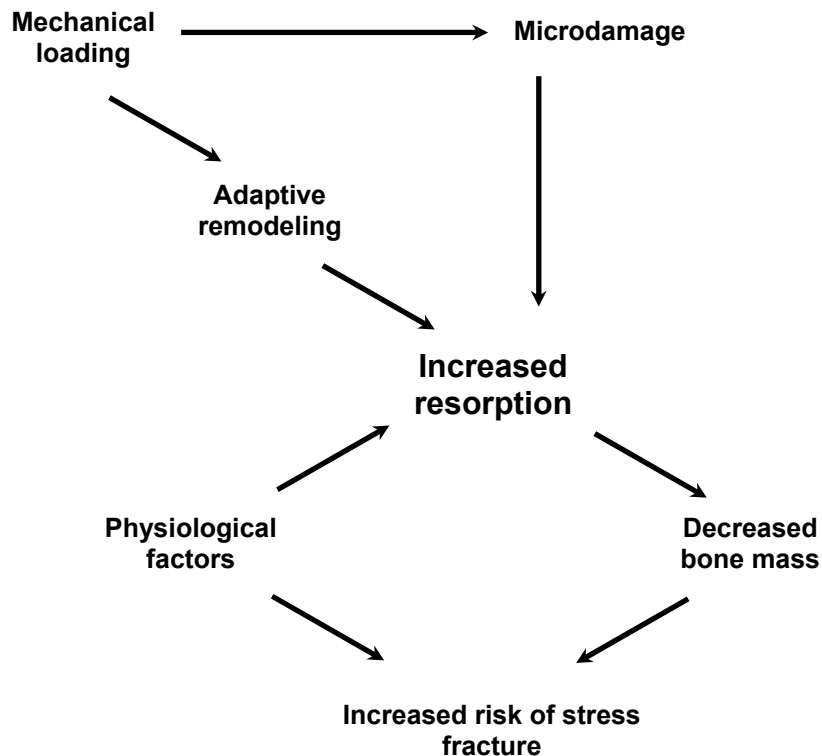 Mechanical
loading
Microdamage
Adaptive
remodeling
Increased
resorption
Physiological
factors
Decreased
bone mass
Increased risk of stress
fracture